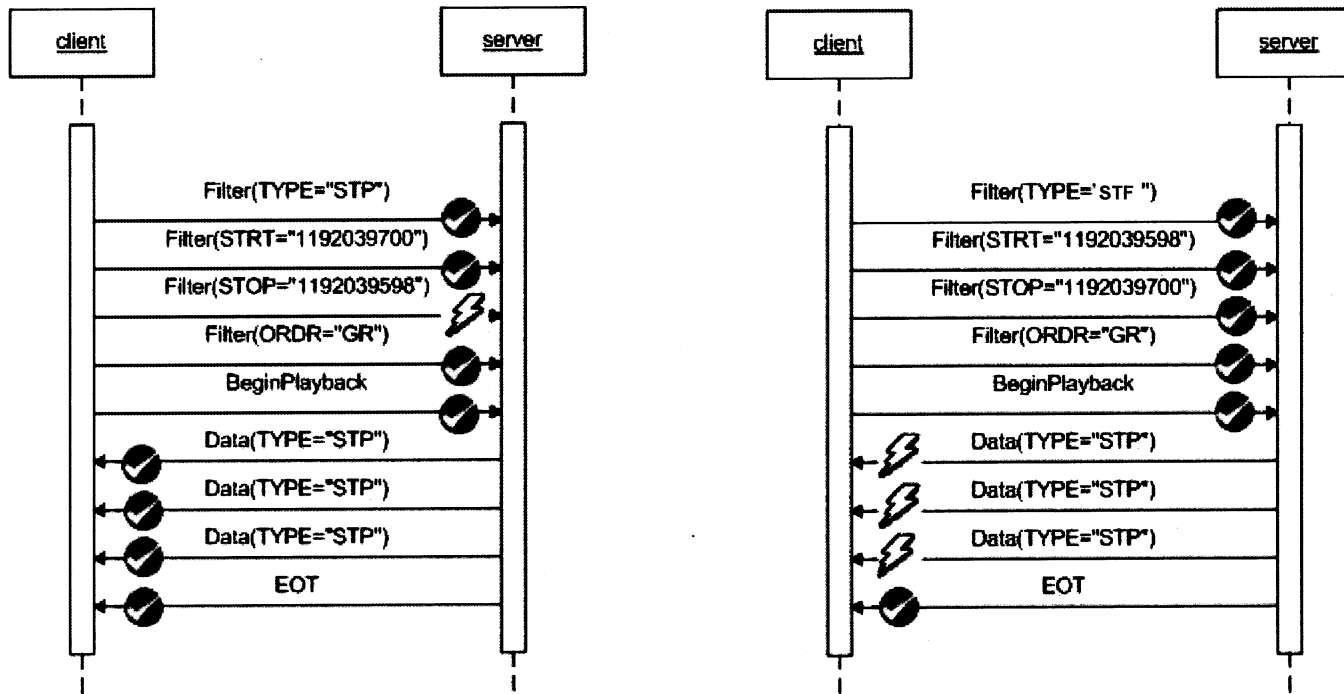 client
server
Filter(TYPE="STP")
Filter(STRT="1192039700")
Filter(STOP="1192039598")
Filter(ORDR="GR")
BeginPlayback
Data(TYPE="STP")
Data(TYPE="STP")
Data(TYPE="STP")
EOT
client
server
Filter(TYPE=' STF ")
Filter(STRT="1192039598")
Filter(STOP="1192039700")
Filter(ORDR="GR")
BeginPlayback
Data(TYPE="STP")
Data(TYPE="STP")
Data(TYPE="STP")
EOT